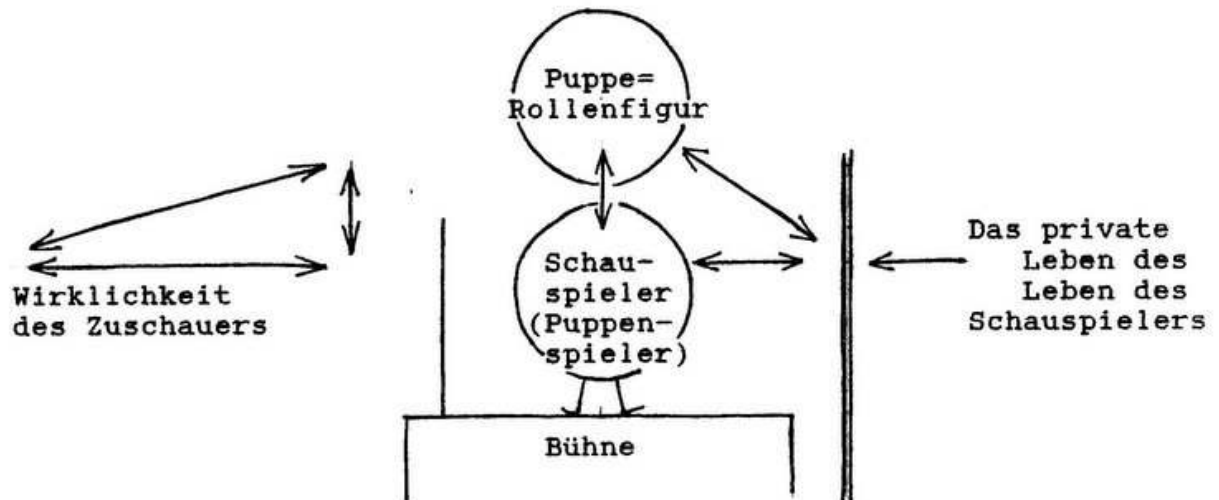 Puppe=
Rollenfigur
Schau-
spieler
(Puppen-
spieler)
Bühne
Wirklichkeit
des Zuschauers
Das private
Leben des
Leben des
Schauspielers